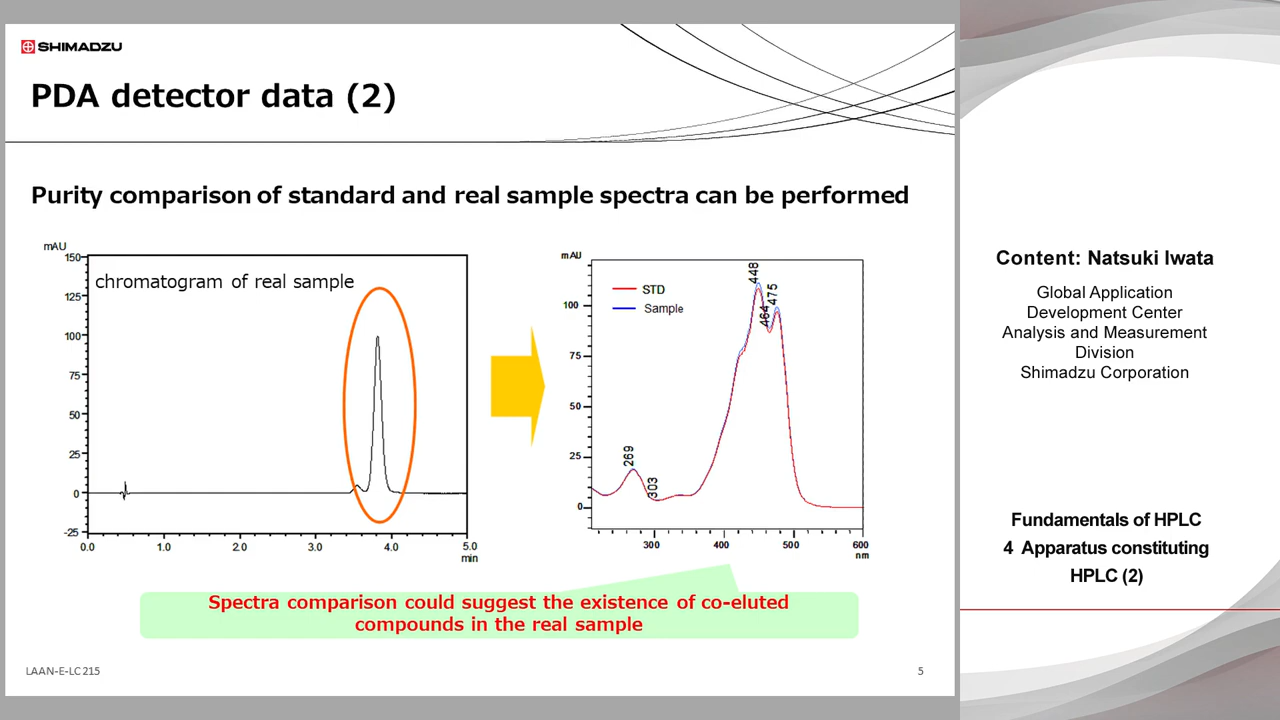 SHIMADZU
PDA detector data (2)
Purity comparison of standard and real sample spectra can be performed
mAU
150
125
100
75
50
25
0
-25
chromatogram of real sample
0.0 1.0 2.0 3.0 4.0 5.0
min
mAU
100
75
50
25
0
STD
Sample
448
464
475
269
303
300 400 500 600
nm
Spectra comparison could suggest the existence of co-eluted
compounds in the real sample
LAAN-E-LC 215
5
Content: Natsuki Iwata
Global Application
Development Center
Analysis and Measurement
Division
Shimadzu Corporation
Fundamentals of HPLC
4 Apparatus constituting
HPLC (2)